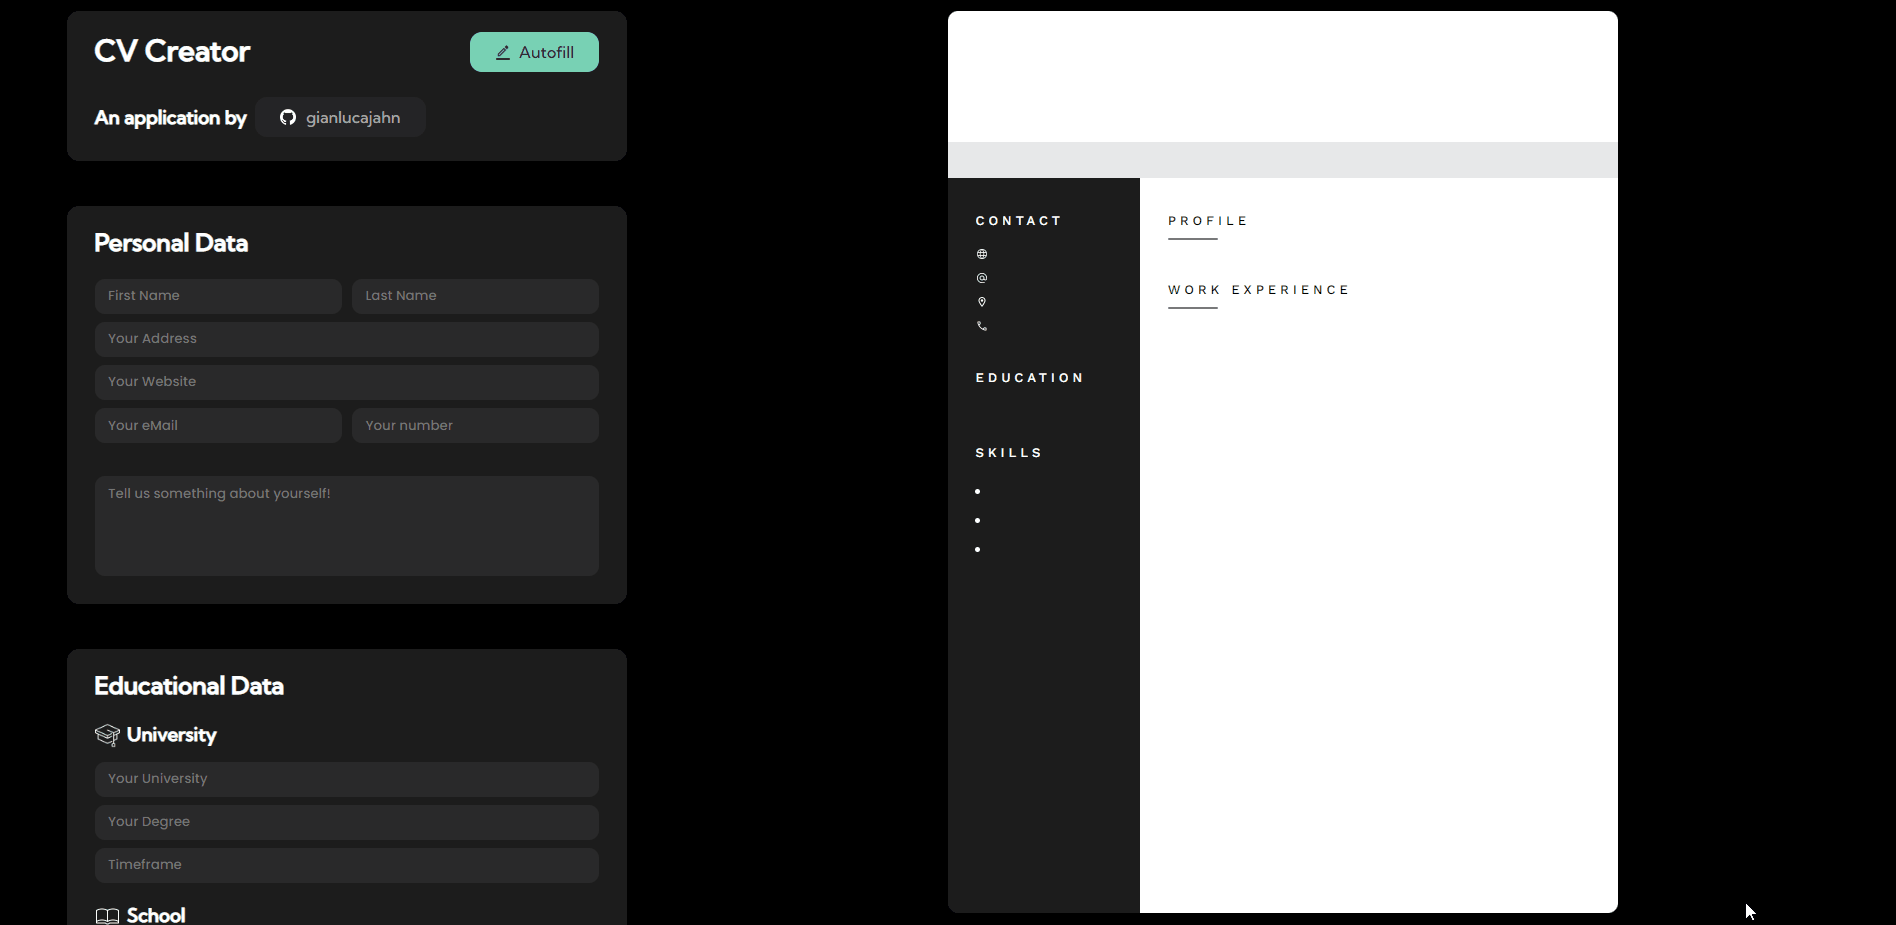 CV Creator
Autofill
An application by
gianlucajahn
Personal Data
First Name
Last Name
Your Address
Your Website
Your eMail
Your number
Tell us something about yourself!
Educational Data
University
Your University
Your Degree
Timeframe
School
CONTACT
EDUCATION
SKILLS
PROFILE
WORK EXPERIENCE